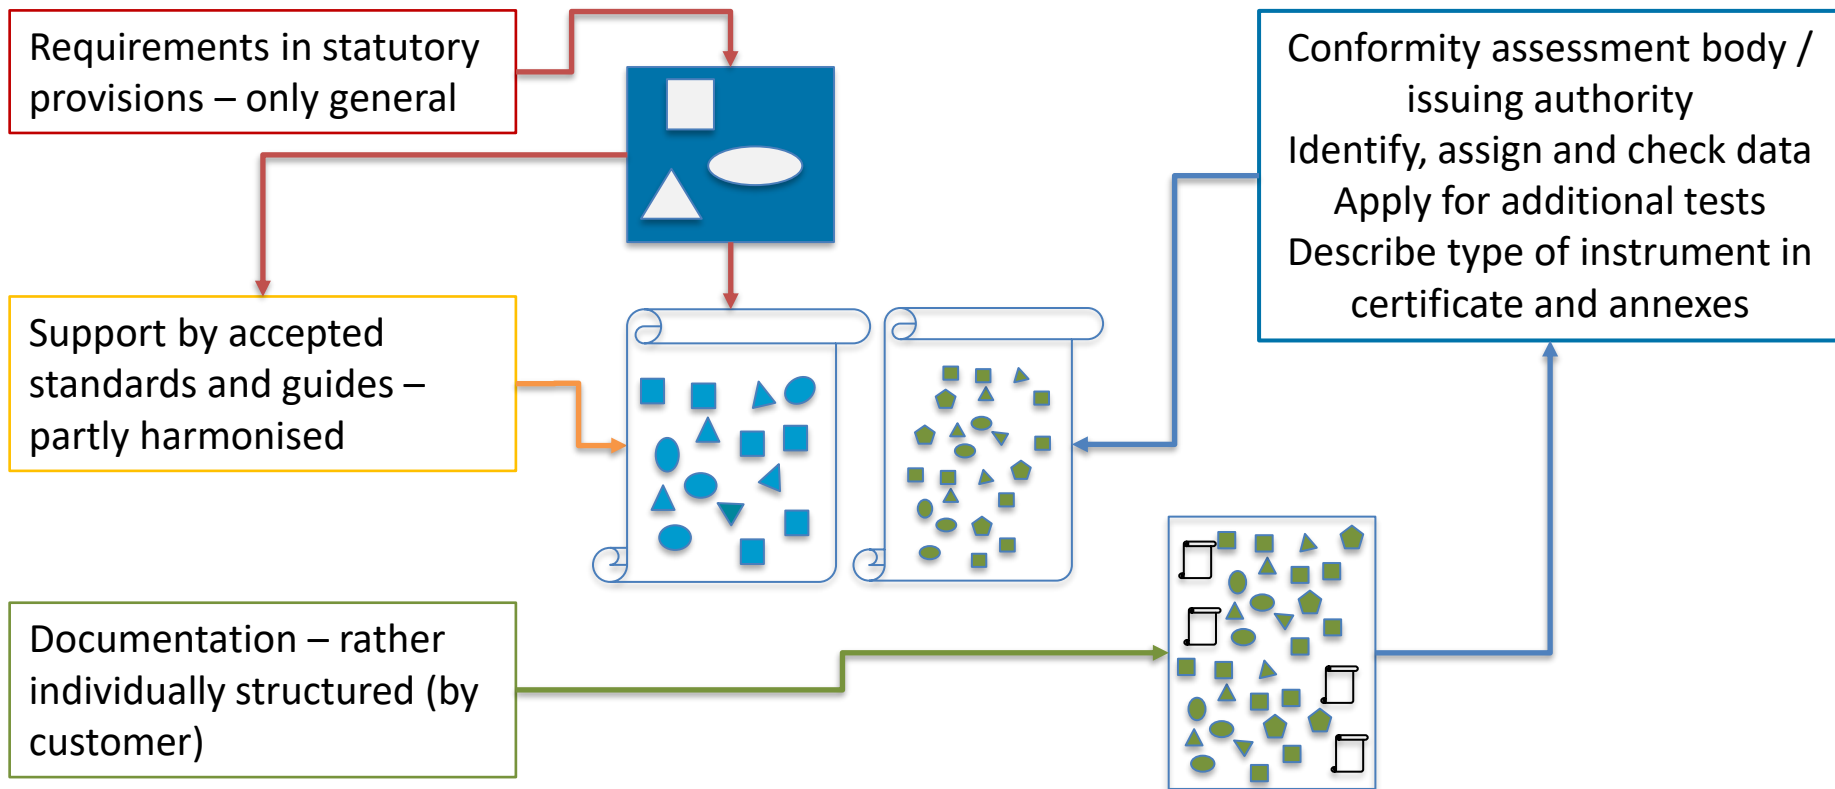 Requirements in statutory
provisions – only general
Conformity assessment body /
issuing authority
Identify, assign and check data
Apply for additional tests
Describe type of instrument in
certificate and annexes
Support by accepted
standards and guides –
partly harmonised
Documentation – rather
individually structured (by
customer)